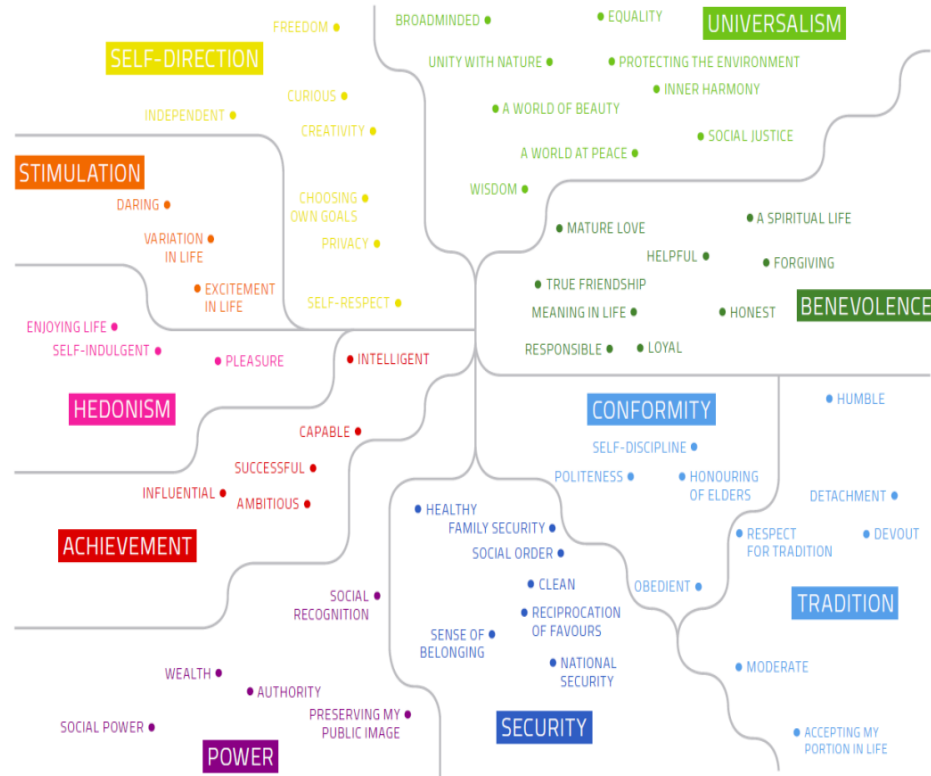 SELF-DIRECTION
FREEDOM
CURIOUS
INDEPENDENT
CREATIVITY
CHOOSING
OWN GOALS
PRIVACY
SELF-RESPECT
UNIVERSALISM
BROADMINDED
EQUALITY
UNITY WITH NATURE
PROTECTING THE ENVIRONMENT
INNER HARMONY
A WORLD OF BEAUTY
SOCIAL JUSTICE
A WORLD AT PEACE
WISDOM
STIMULATION
DARING
VARIATION
IN LIFE
EXCITEMENT
IN LIFE
BENEVOLENCE
MATURE LOVE
A SPIRITUAL LIFE
HELPFUL
FORGIVING
TRUE FRIENDSHIP
MEANING IN LIFE
HONEST
RESPONSIBLE
LOYAL
HEDONISM
ENJOYING LIFE
SELF-INDULGENT
PLEASURE
ACHIEVEMENT
INTELLIGENT
CAPABLE
SUCCESSFUL
INFLUENTIAL
AMBITIOUS
CONFORMITY
SELF-DISCIPLINE
POLITENESS
HONOURING
OF ELDERS
OBEDIENT
TRADITION
HUMBLE
DETACHMENT
RESPECT
FOR TRADITION
DEVOUT
MODERATE
ACCEPTING MY
PORTION IN LIFE
SECURITY
HEALTHY
FAMILY SECURITY
SOCIAL ORDER
CLEAN
RECIPROCATION
OF FAVOURS
SENSE OF
BELONGING
NATIONAL
SECURITY
POWER
SOCIAL
RECOGNITION
WEALTH
AUTHORITY
SOCIAL POWER
PRESERVING MY
PUBLIC IMAGE